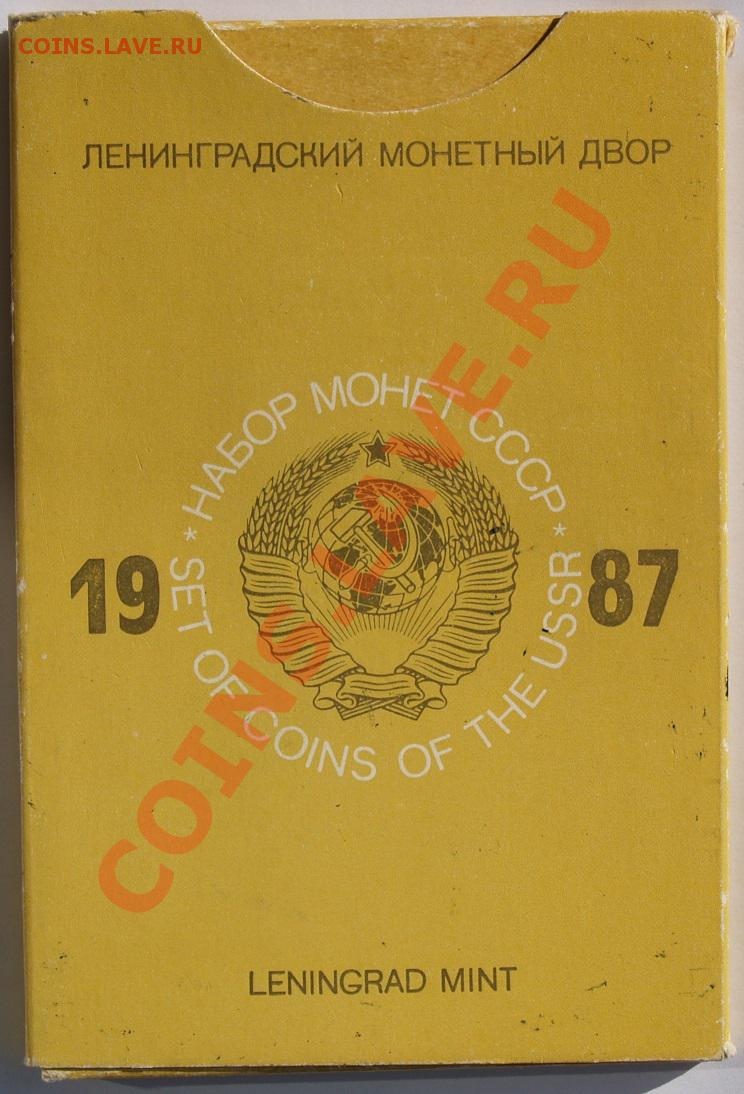 COINS.LAVE.RU
ЛЕНИНГРАДСКИЙ МОНЕТНЫЙ ДВОР
* НАБОР МОНЕТ СССР *
19 87
SET OF COINS OF THE USSR
COINS.LAVE.RU
LENINGRAD MINT